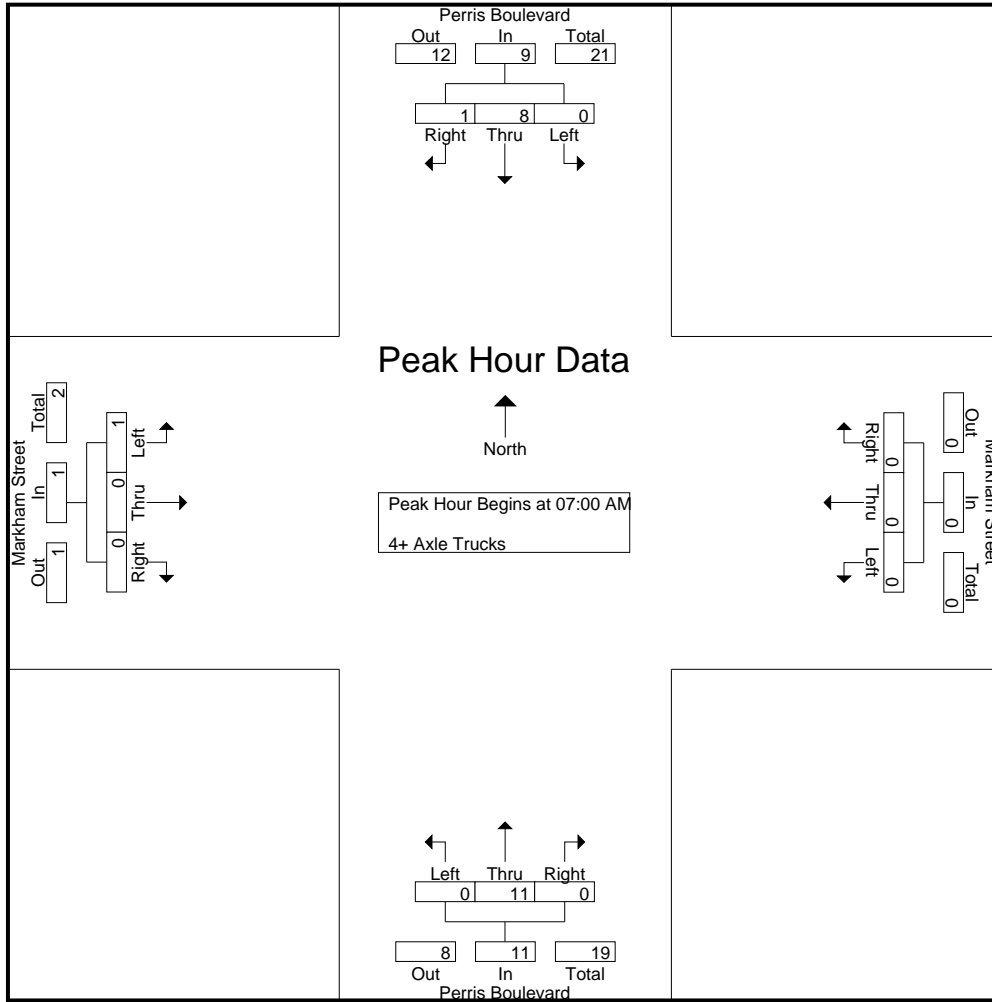 Perris Boulevard
Out In Total
12 9 21
1 8 0
Right Thru Left
Peak Hour Data
North
Peak Hour Begins at 07:00 AM
4+ Axle Trucks
Markham Street
Total In Out
2 1 1
1 0 0
Left Thru Right
Right Thru Left
0 0 0
Out In Total
0 0 0
Markham Street
Left Thru Right
0 11 0
8 11 19
Out In Total
Perris Boulevard